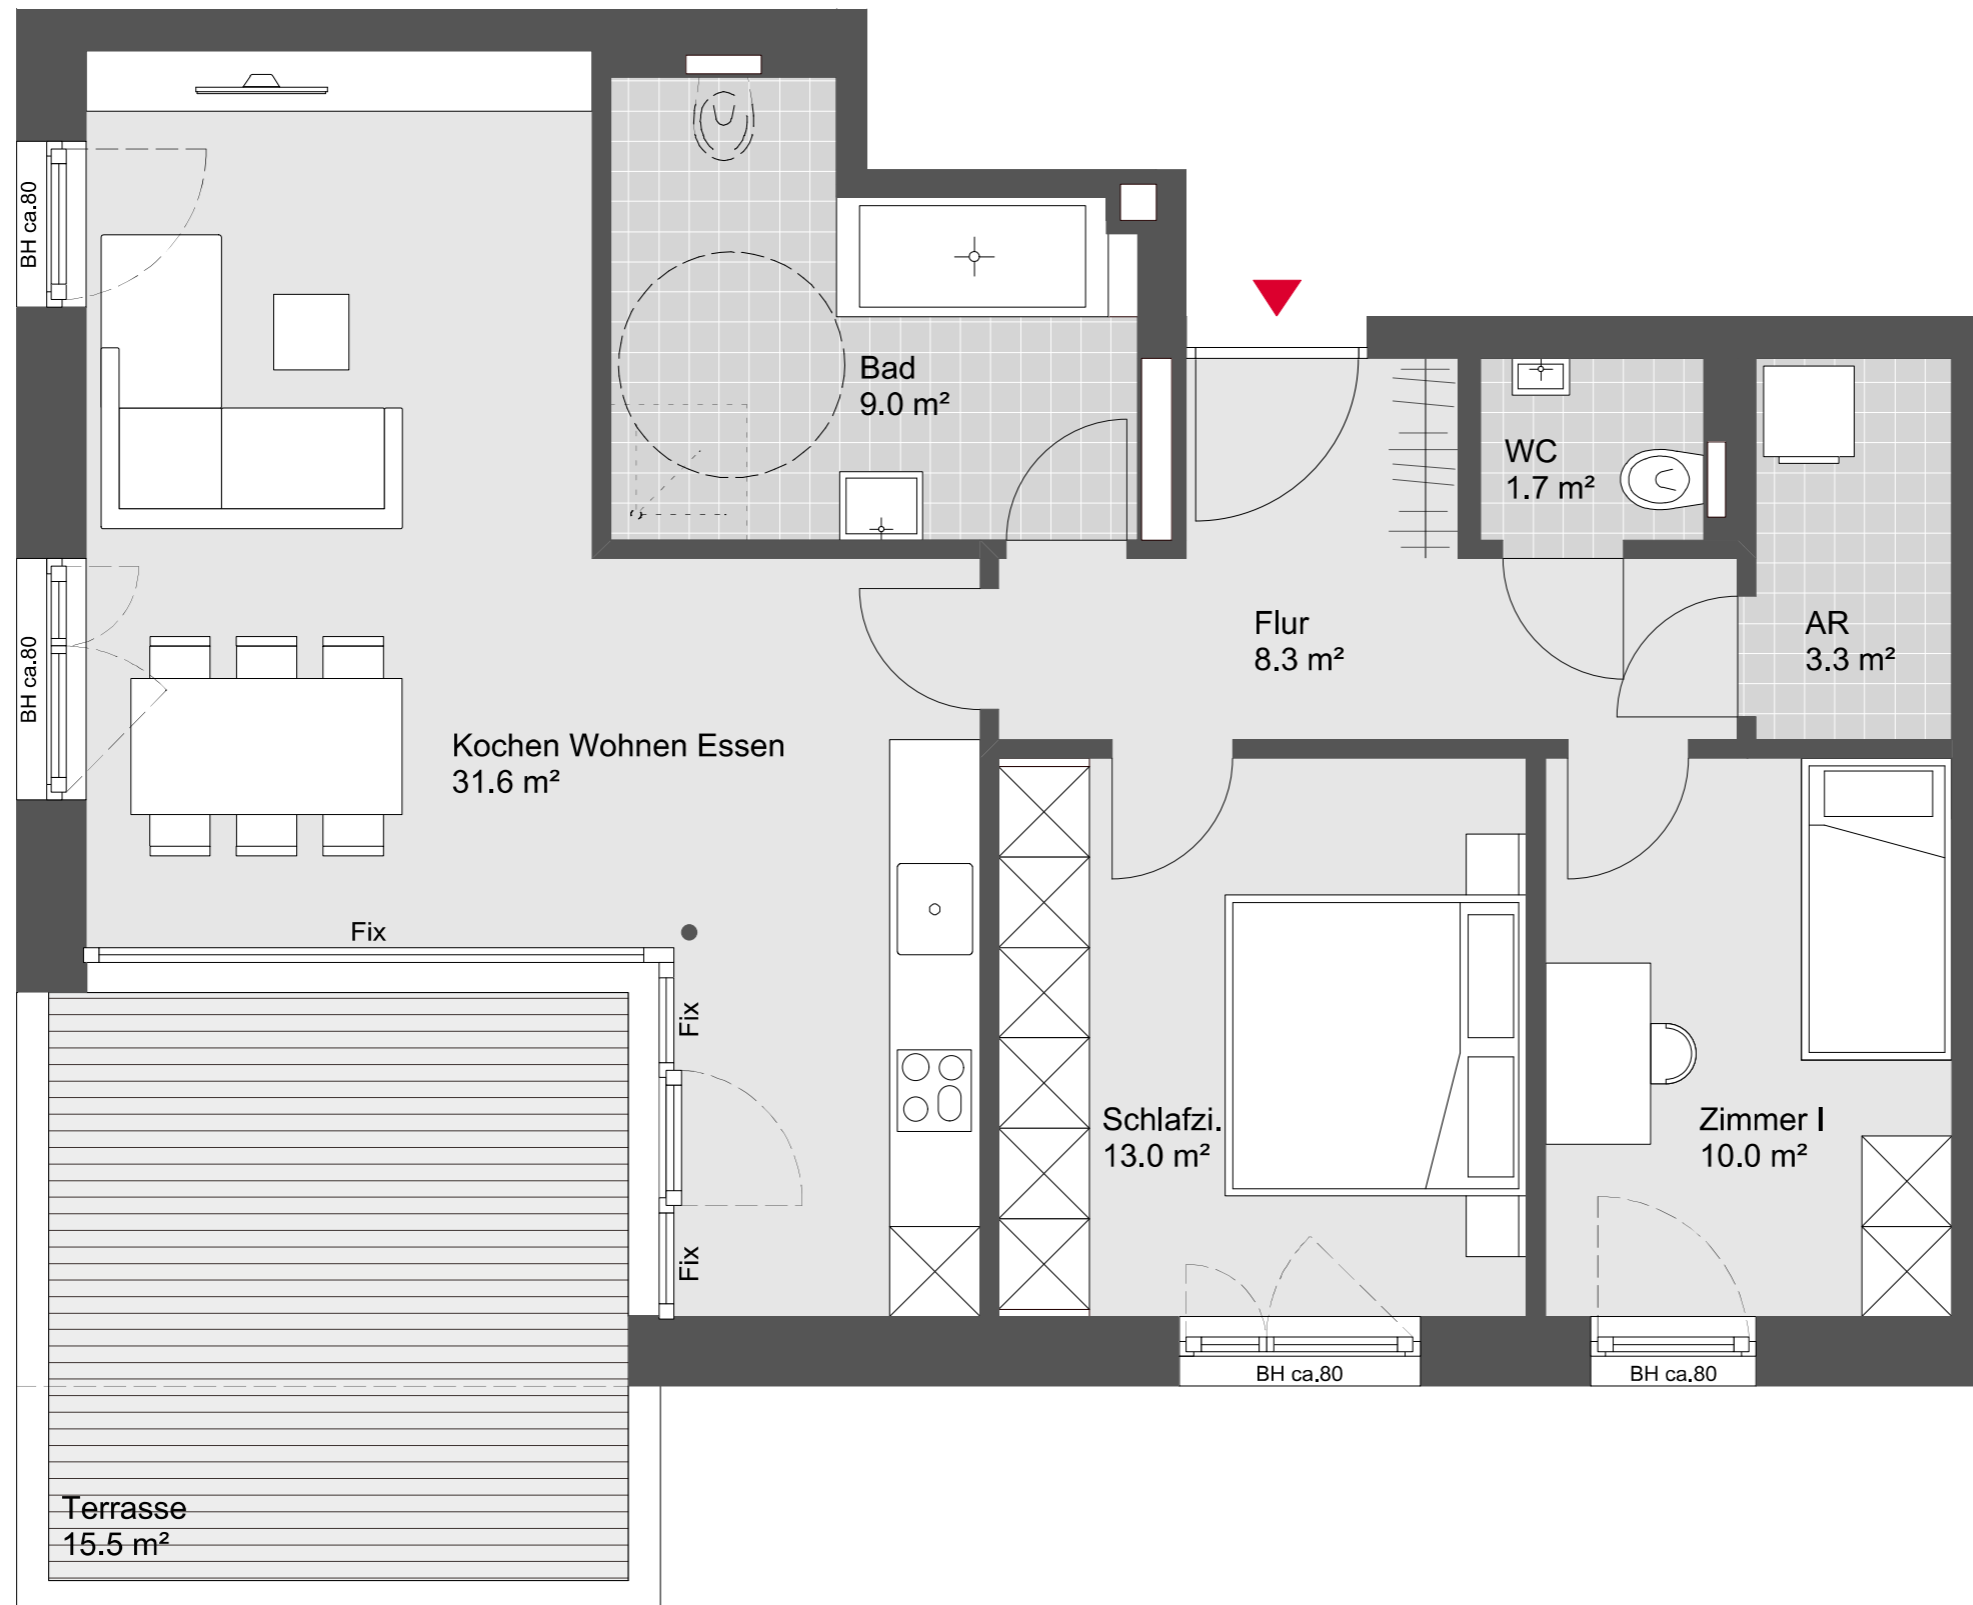 BH ca.80
Bad
9.0 m²
WC
1.7 m²
Flur
8.3 m²
AR
3.3 m²
BH ca.80
Kochen Wohnen Essen
31.6 m²
Fix
Fix
Fix
Schlafzi.
13.0 m²
Zimmer I
10.0 m²
BH ca.80
BH ca.80
Terrasse
15.5 m²